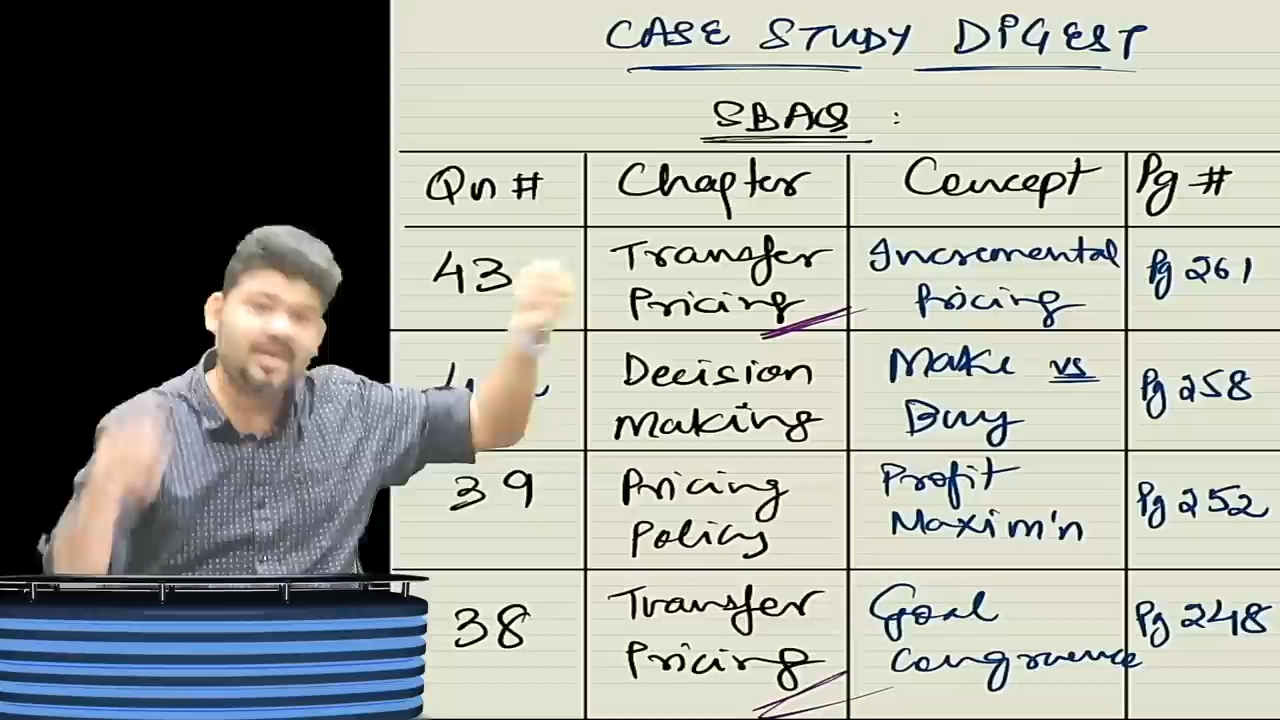 CASE STUDY DIGEST
SBAQ :
Qn # Chapter Concept Pg #
43 Transfer Pricing Incremental Pricing Pg 261
Decision Making Make vs Buy Pg 258
39 Pricing Policy Profit Maxim'n Pg 252
38 Transfer Pricing Goal Congruence Pg 248